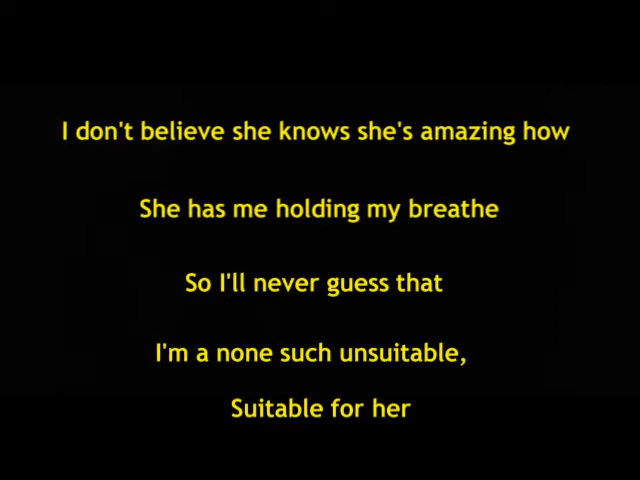 I don't believe she knows she's amazing how
She has me holding my breathe
So I'll never guess that
I'm a none such unsuitable,
Suitable for her